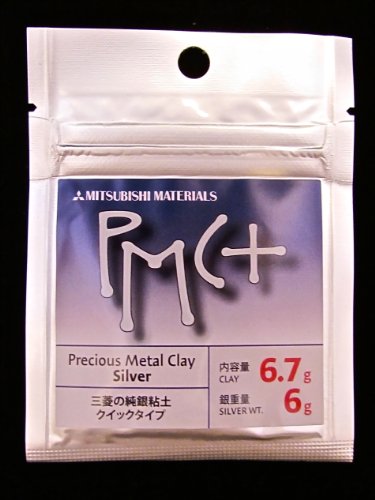 MITSUBISHI MATERIALS
PMC+
Precious Metal Clay
Silver
三菱の純銀粘土
クイックタイプ
内容量 CLAY 6.7g
銀重量 SILVER WT. 6g